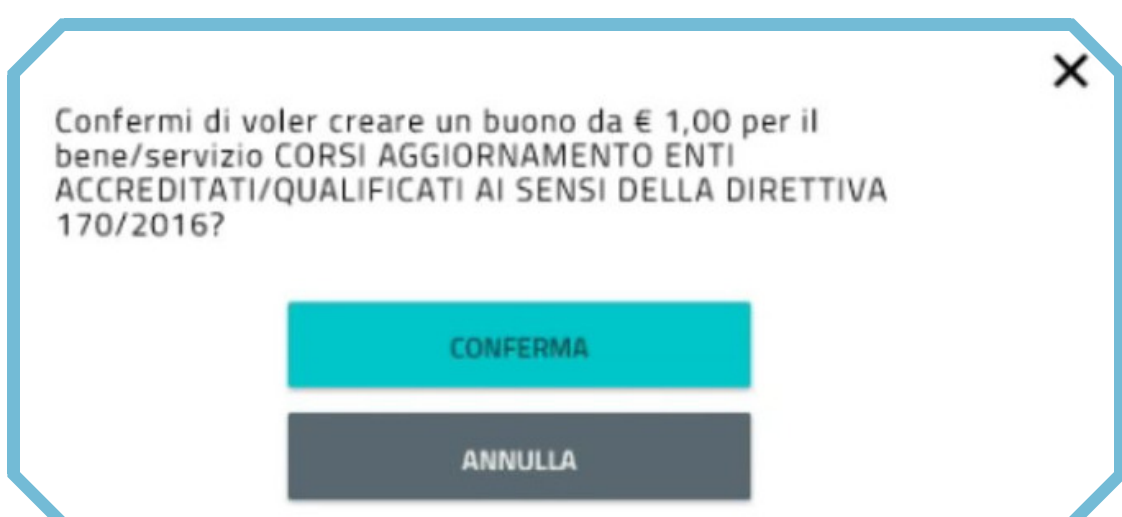 Confermi di voler creare un buono da € 1,00 per il
bene/servizio CORSI AGGIORNAMENTO ENTI
ACCREDITATI/QUALIFICATI AI SENSI DELLA DIRETTIVA
170/2016?
CONFERMA
ANNULLA